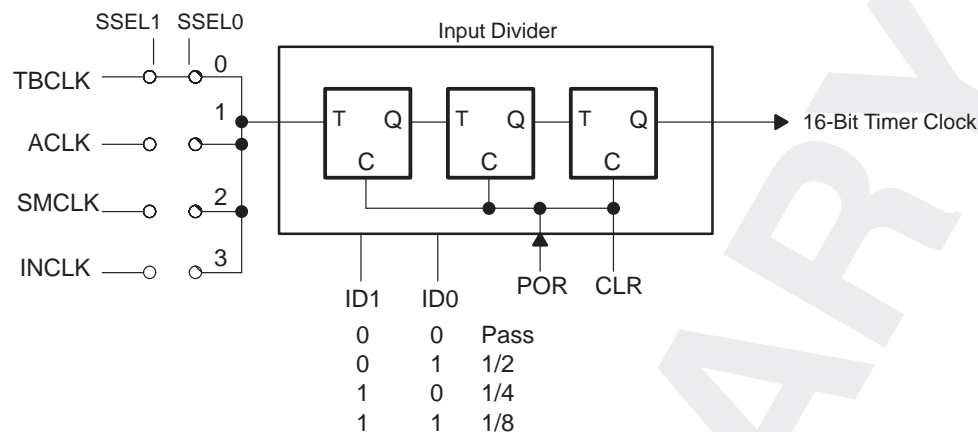 SSEL1 SSEL0
Input Divider
TBCLK 0
1
ACLK
SMCLK 2
INCLK 3
T Q T Q T Q
C C C
16-Bit Timer Clock
ID1 ID0 POR CLR
0 0 Pass
0 1 1/2
1 0 1/4
1 1 1/8